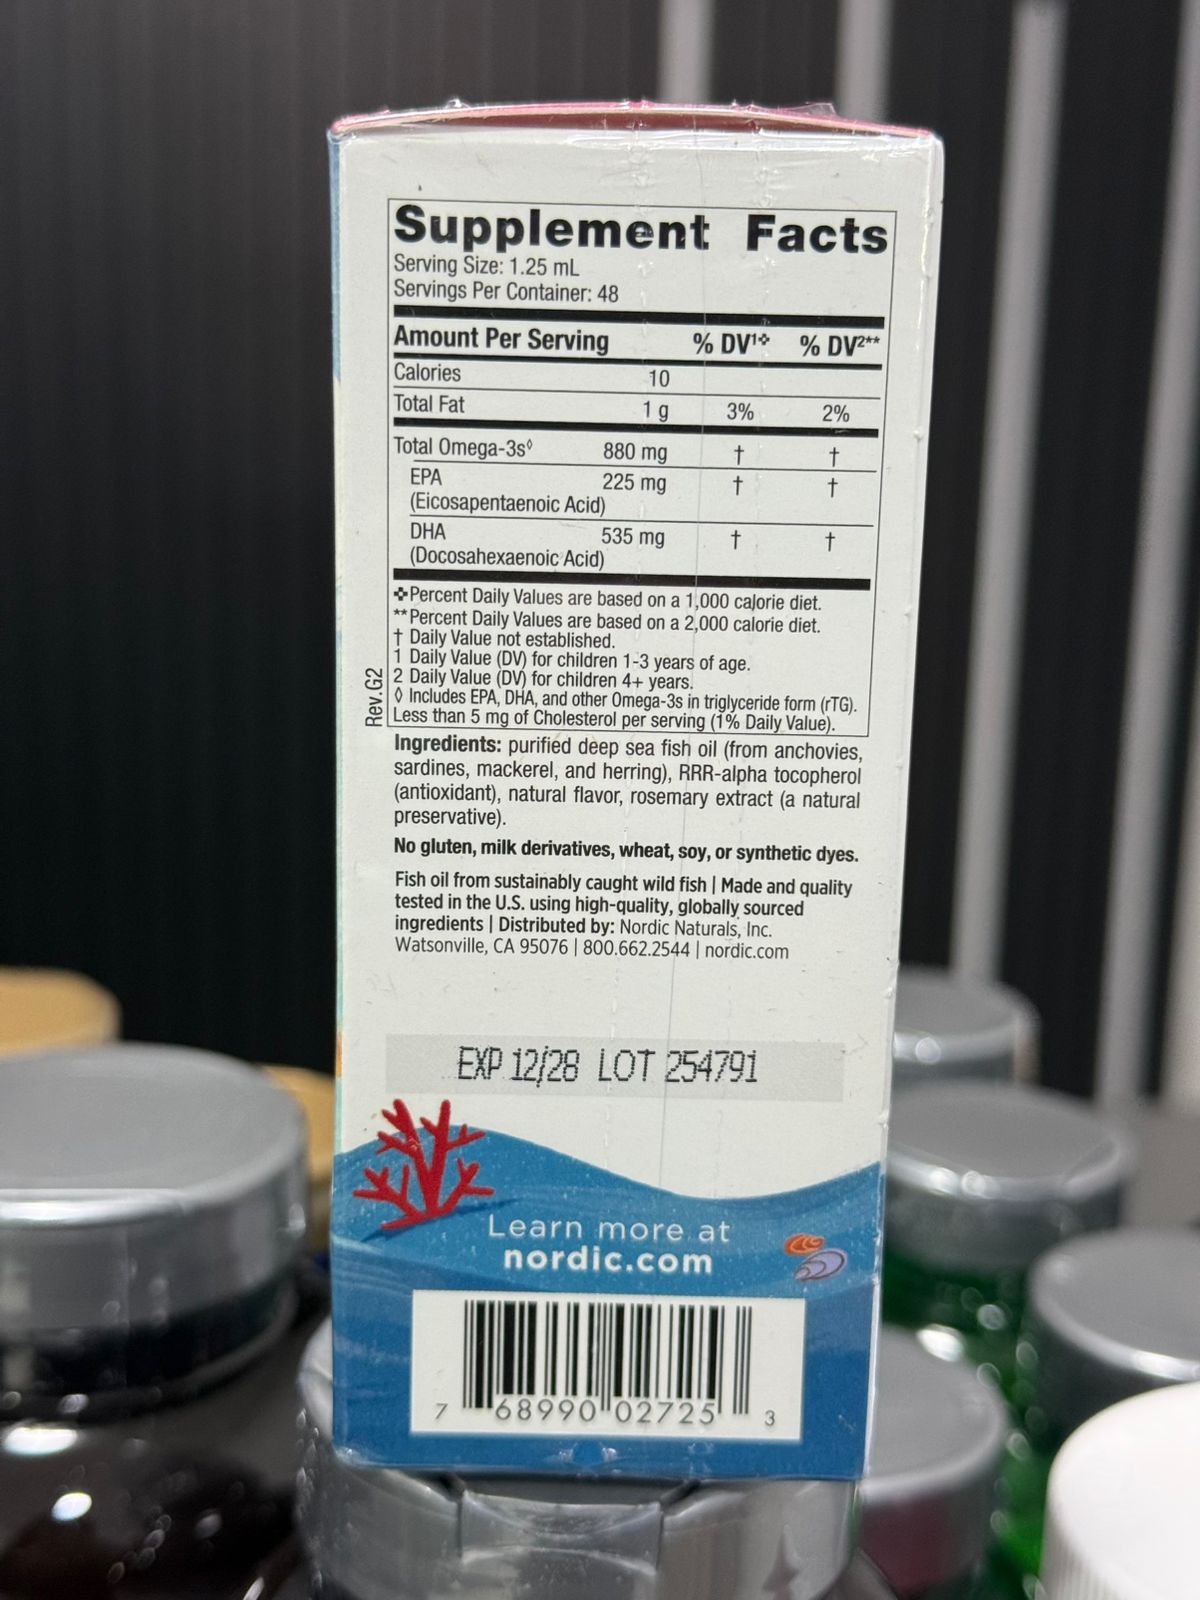 Supplement Facts
Serving Size: 1.25 mL
Servings Per Container: 48
Amount Per Serving % DV¹✣ % DV²**
Calories 10
Total Fat 1 g 3% 2%
Total Omega-3s◊ 880 mg † †
EPA 225 mg † †
(Eicosapentaenoic Acid)
DHA 535 mg † †
(Docosahexaenoic Acid)
✣Percent Daily Values are based on a 1,000 calorie diet.
**Percent Daily Values are based on a 2,000 calorie diet.
† Daily Value not established.
1 Daily Value (DV) for children 1-3 years of age.
2 Daily Value (DV) for children 4+ years.
◊ Includes EPA, DHA, and other Omega-3s in triglyceride form (rTG).
Less than 5 mg of Cholesterol per serving (1% Daily Value).
Rev.G2
Ingredients: purified deep sea fish oil (from anchovies,
sardines, mackerel, and herring), RRR-alpha tocopherol
(antioxidant), natural flavor, rosemary extract (a natural
preservative).
No gluten, milk derivatives, wheat, soy, or synthetic dyes.
Fish oil from sustainably caught wild fish | Made and quality
tested in the U.S. using high-quality, globally sourced
ingredients | Distributed by: Nordic Naturals, Inc.
Watsonville, CA 95076 | 800.662.2544 | nordic.com
EXP 12/28 LOT 254791
Learn more at
nordic.com
7 68990 02725 3